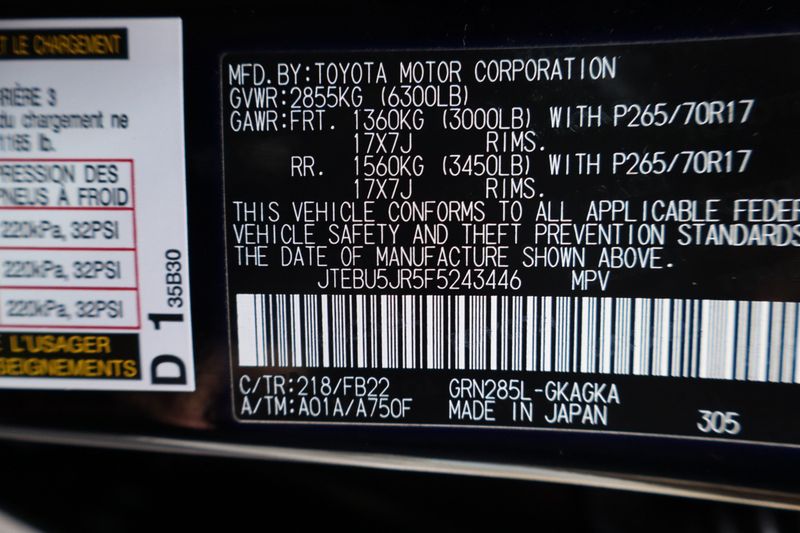 ET LE CHARGEMENT
RIÈRE 3
du chargement ne
1165 lb.
PRESSION DES
PNEUS À FROID
220kPa, 32PSI
220kPa, 32PSI
220kPa, 32PSI
L'USAGER
SEIGNEMENTS
D 1 35B30
MFD. BY:TOYOTA MOTOR CORPORATION
GVWR:2855KG (6300LB)
GAWR:FRT. 1360KG (3000LB) WITH P265/70R17
17X7J RIMS.
RR. 1560KG (3450LB) WITH P265/70R17
17X7J RIMS.
THIS VEHICLE CONFORMS TO ALL APPLICABLE FEDER
VEHICLE SAFETY AND THEFT PREVENTION STANDARDS
THE DATE OF MANUFACTURE SHOWN ABOVE.
JTEBU5JR5F5243446 MPV
C/TR:218/FB22 GRN285L-GKAGKA
A/TM:A01A/A750F MADE IN JAPAN 305